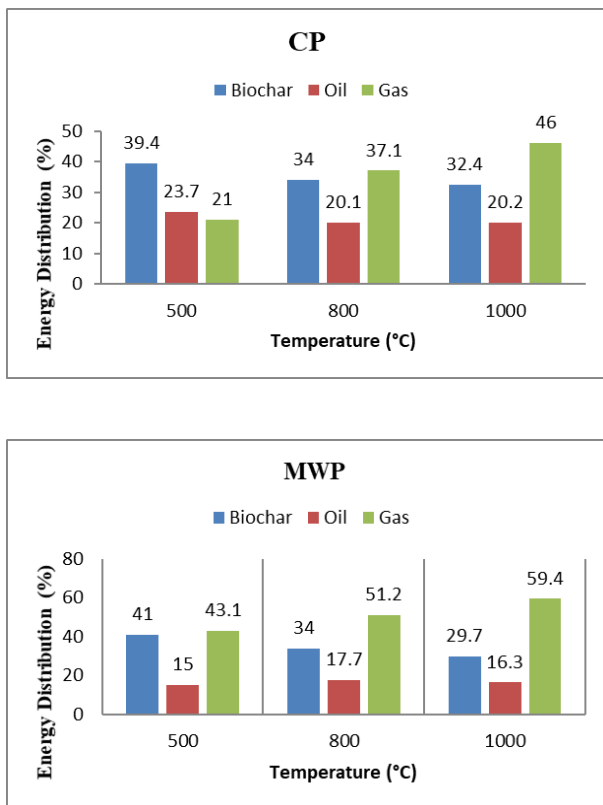 CP
Biochar Oil Gas
Energy Distribution (%)
50
40
30
20
10
0
39.4 23.7 21
34 20.1 37.1
32.4 20.2 46
500 800 1000
Temperature (°C)
MWP
Biochar Oil Gas
Energy Distribution (%)
80
60
40
20
0
41 15 43.1
34 17.7 51.2
29.7 16.3 59.4
500 800 1000
Temperature (°C)